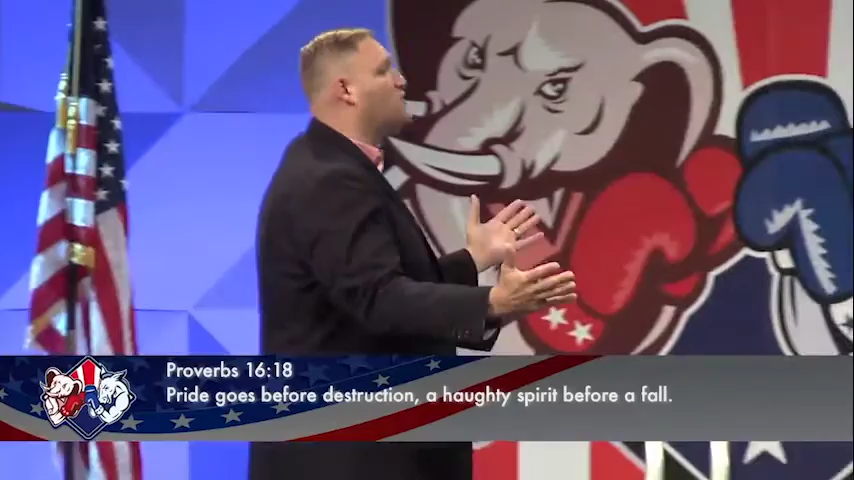 Proverbs 16:18
Pride goes before destruction, a haughty spirit before a fall.